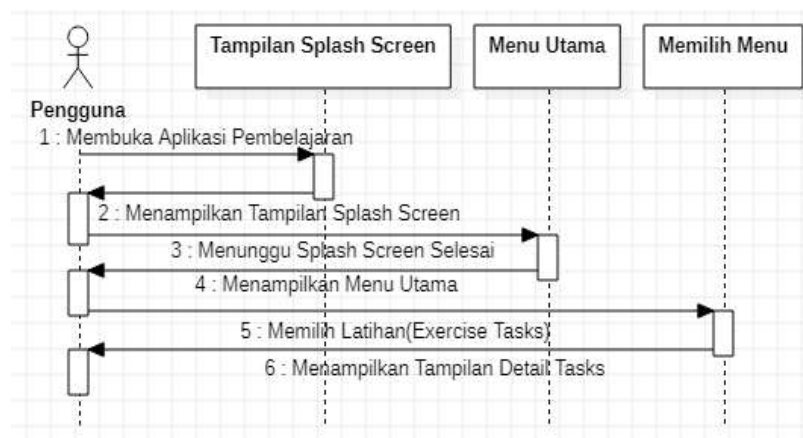 Tampilan Splash Screen
Menu Utama
Memilih Menu
Pengguna
1 : Membuka Aplikasi Pembelajaran
2 : Menampilkan Tampilan Splash Screen
3 : Menunggu Splash Screen Selesai
4 : Menampilkan Menu Utama
5 : Memilih Latihan(Exercise Tasks)
6 : Menampilkan Tampilan Detail Tasks